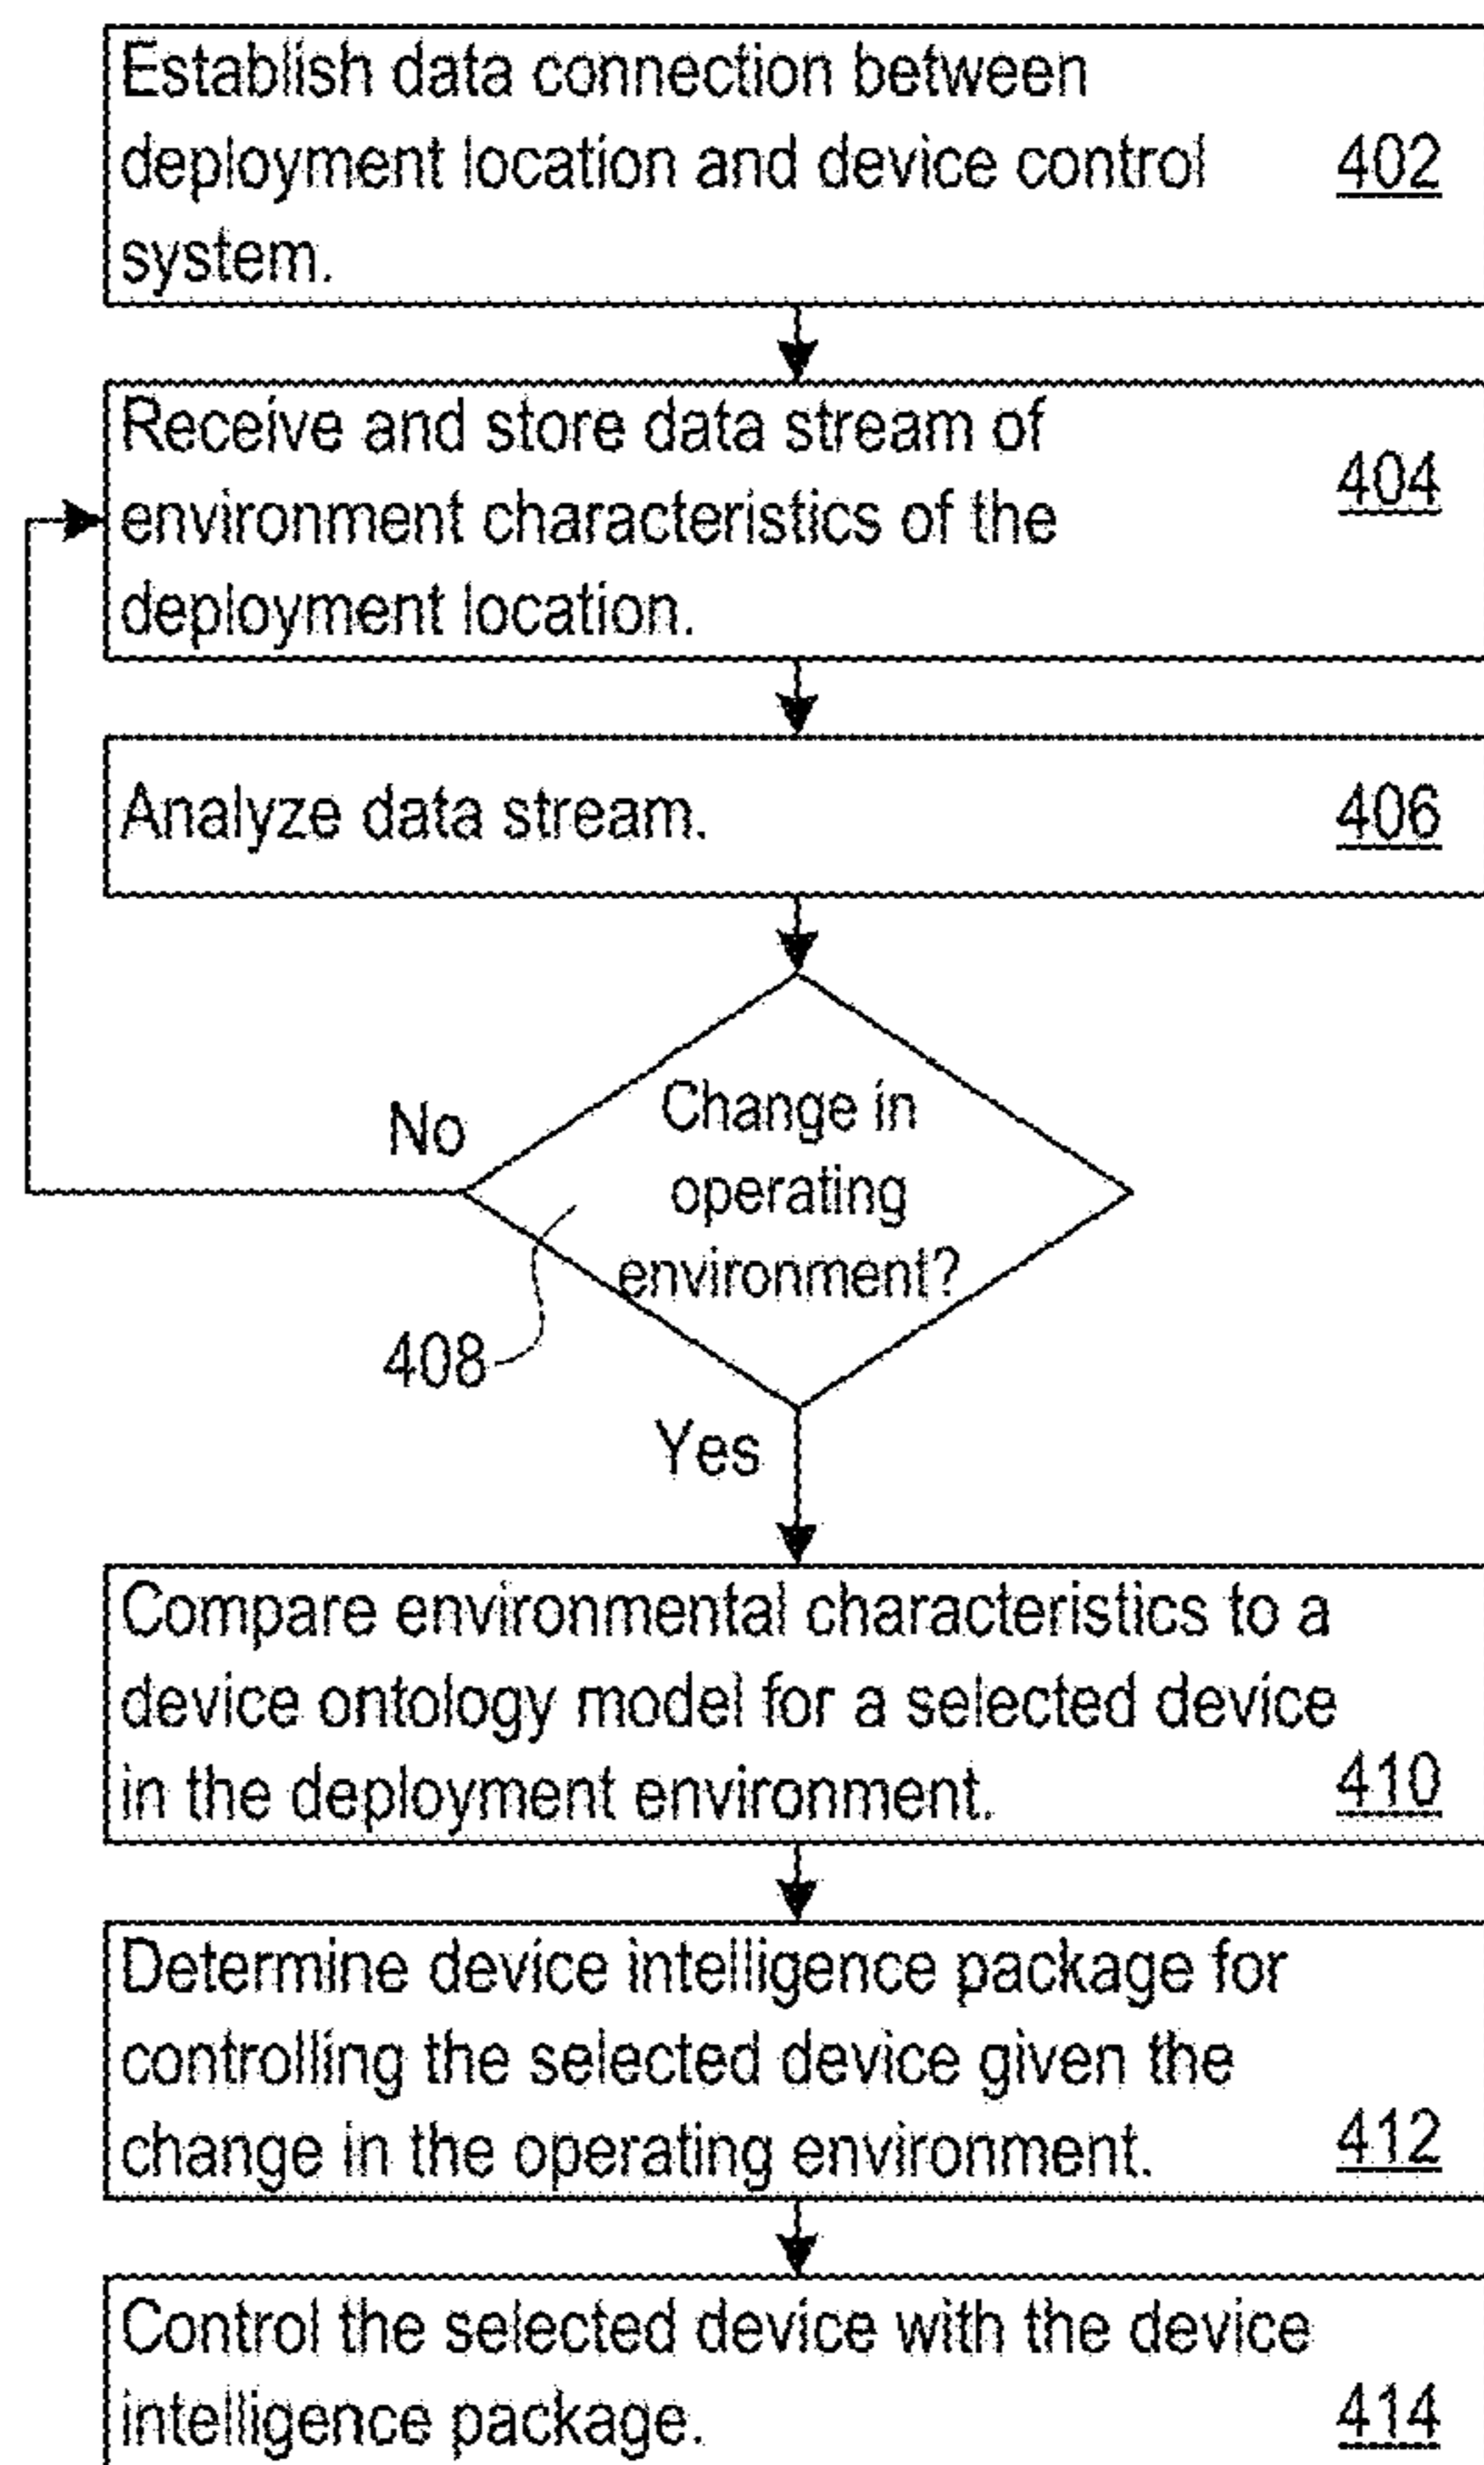 Establish data connection between
deployment location and device control 402
system.
Receive and store data stream of
environment characteristics of the 404
deployment location.
Analyze data stream. 406
Change in
No
operating
environment?
408
Yes
Compare environmental characteristics to a
device ontology model for a selected device
in the deployment environment. 410
Determine device intelligence package for
controlling the selected device given the
change in the operating environment. 412
Control the selected device with the device
intelligence package. 414